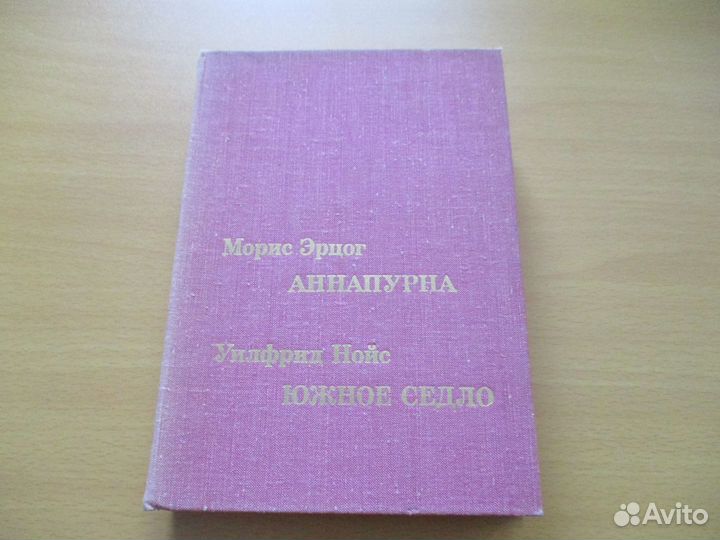 Морис Эрцог
АННАПУРНА
Уилфрид Нойс
ЮЖНОЕ СЕДЛО
Avito